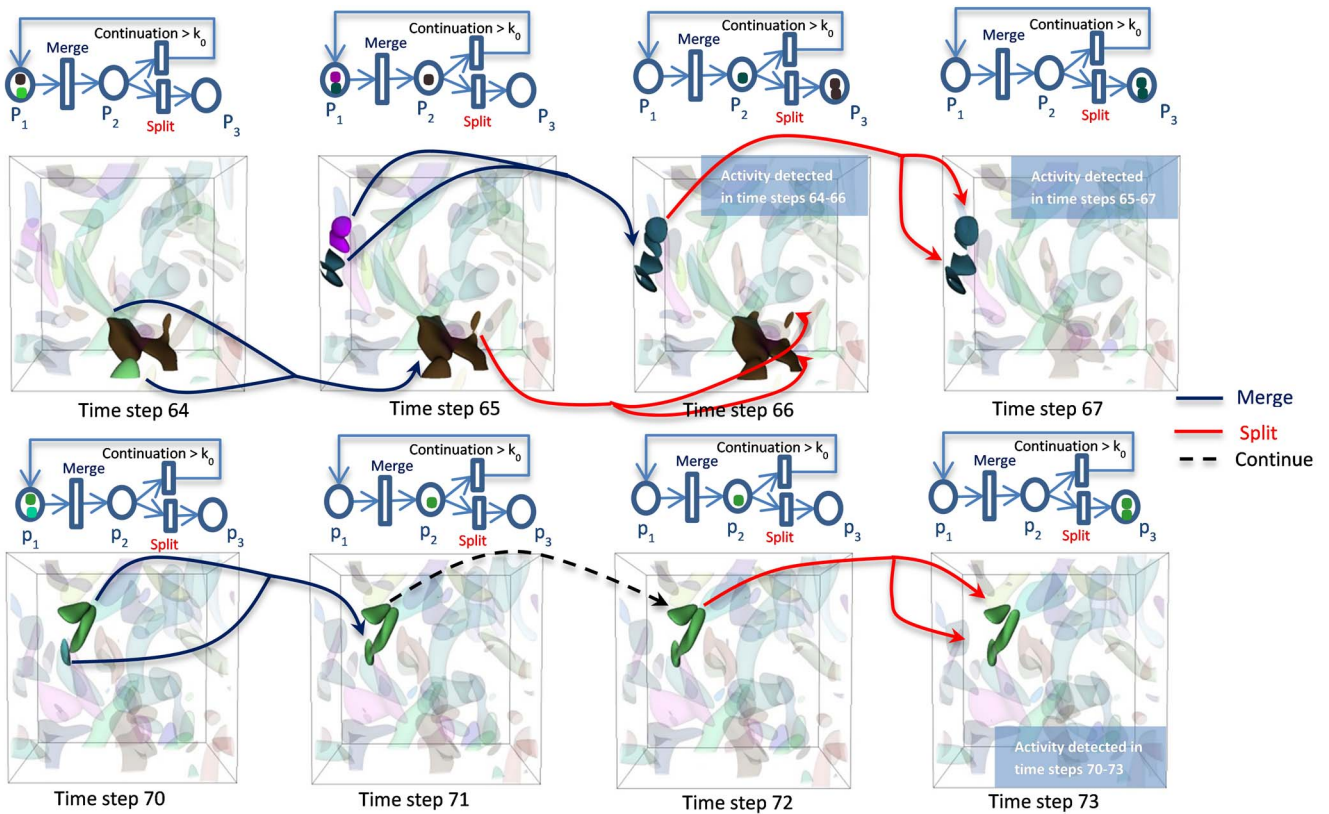 Continuation > k0
Merge
P1
P2
Split
P3
Continuation > k0
Merge
P1
P2
Split
P3
Continuation > k0
Merge
P1
P2
Split
P3
Continuation > k0
Merge
P1
P2
Split
P3
Activity detected
in time steps 64-66
Activity detected
in time steps 65-67
Time step 64
Time step 65
Time step 66
Time step 67
Merge
Split
Continue
Continuation > k0
Merge
p1
p2
Split
p3
Continuation > k0
Merge
p1
p2
Split
p3
Continuation > k0
Merge
p1
p2
Split
p3
Continuation > k0
Merge
p1
p2
Split
p3
Activity detected in
time steps 70-73
Time step 70
Time step 71
Time step 72
Time step 73